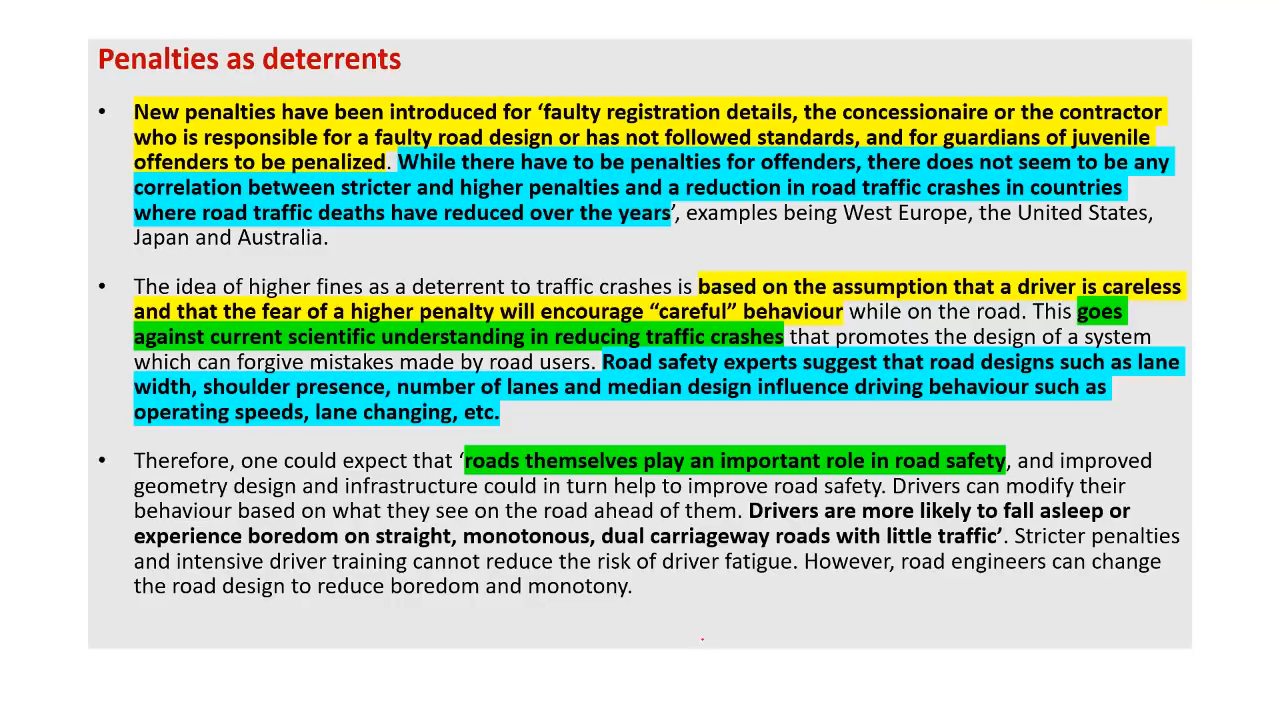 Penalties as deterrents
• New penalties have been introduced for ‘faulty registration details, the concessionaire or the contractor
who is responsible for a faulty road design or has not followed standards, and for guardians of juvenile
offenders to be penalized. While there have to be penalties for offenders, there does not seem to be any
correlation between stricter and higher penalties and a reduction in road traffic crashes in countries
where road traffic deaths have reduced over the years’, examples being West Europe, the United States,
Japan and Australia.
• The idea of higher fines as a deterrent to traffic crashes is based on the assumption that a driver is careless
and that the fear of a higher penalty will encourage “careful” behaviour while on the road. This goes
against current scientific understanding in reducing traffic crashes that promotes the design of a system
which can forgive mistakes made by road users. Road safety experts suggest that road designs such as lane
width, shoulder presence, number of lanes and median design influence driving behaviour such as
operating speeds, lane changing, etc.
• Therefore, one could expect that ‘roads themselves play an important role in road safety, and improved
geometry design and infrastructure could in turn help to improve road safety. Drivers can modify their
behaviour based on what they see on the road ahead of them. Drivers are more likely to fall asleep or
experience boredom on straight, monotonous, dual carriageway roads with little traffic’. Stricter penalties
and intensive driver training cannot reduce the risk of driver fatigue. However, road engineers can change
the road design to reduce boredom and monotony.